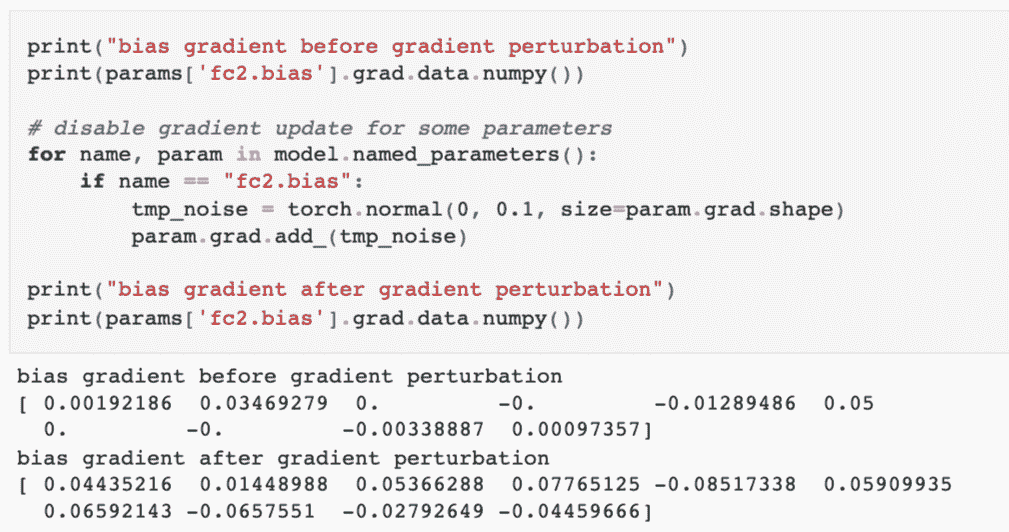 print("bias gradient before gradient perturbation")
print(params['fc2.bias'].grad.data.numpy())
# disable gradient update for some parameters
for name, param in model.named_parameters():
    if name == "fc2.bias":
        tmp_noise = torch.normal(0, 0.1, size=param.grad.shape)
        param.grad.add_(tmp_noise)
print("bias gradient after gradient perturbation")
print(params['fc2.bias'].grad.data.numpy())
bias gradient before gradient perturbation
[ 0.00192186  0.03469279  0.         -0.         -0.01289486  0.05
  0.         -0.         -0.00338887  0.00097357]
bias gradient after gradient perturbation
[ 0.04435216  0.01448988  0.05366288  0.07765125 -0.08517338  0.05909935
  0.06592143 -0.0657551  -0.02792649 -0.04459666]